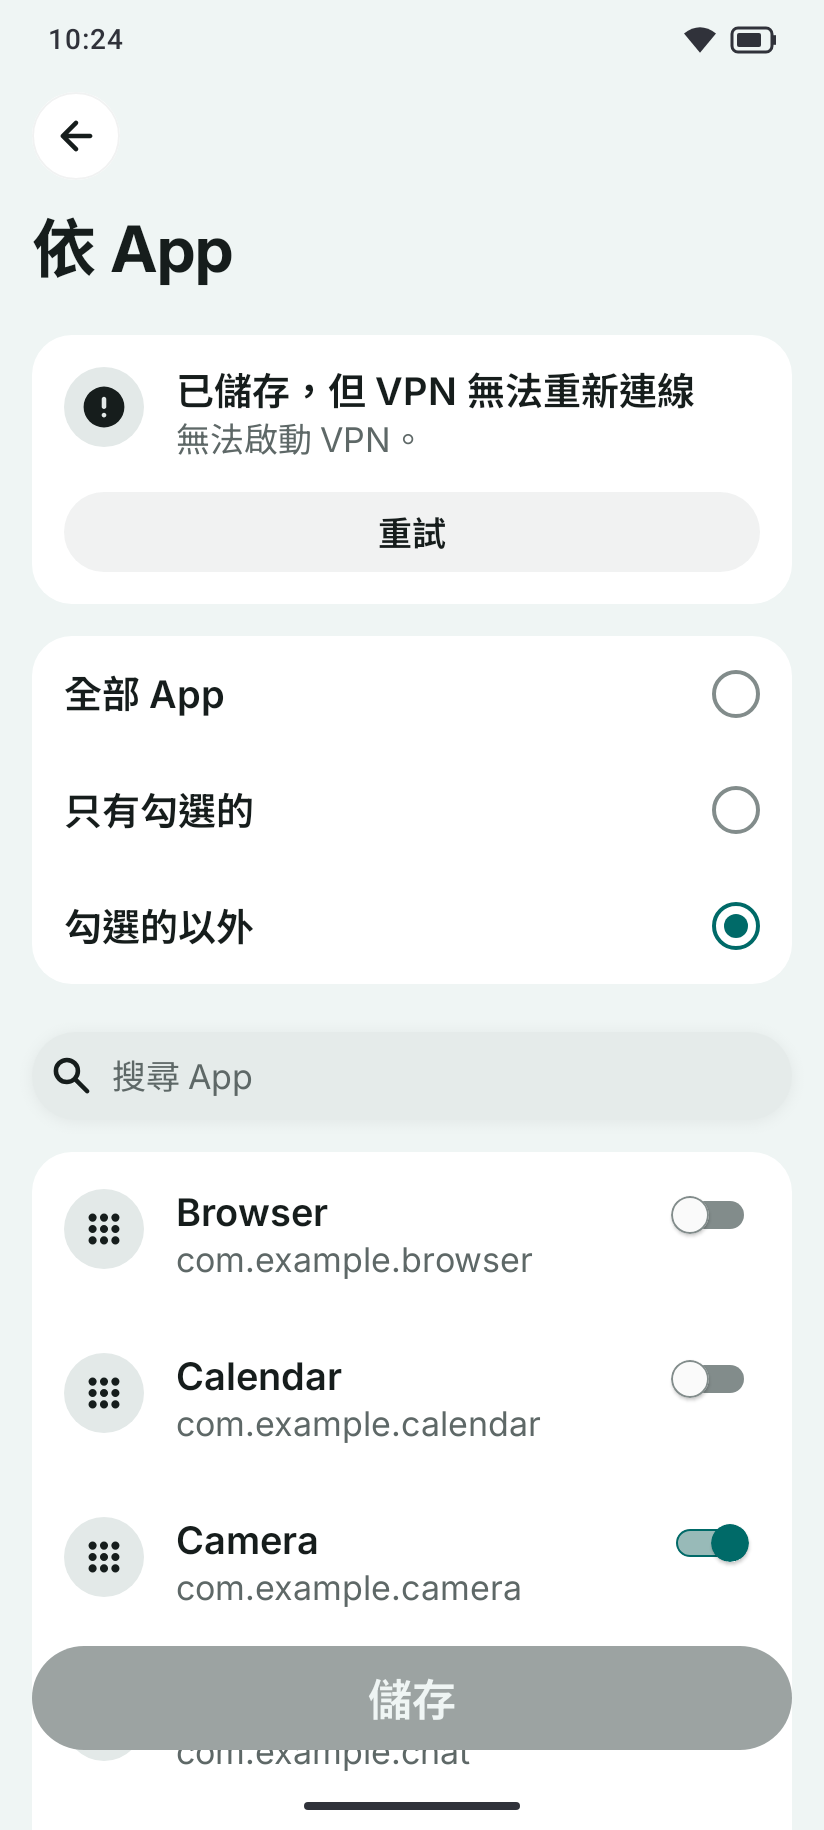 10:24
依 App
已儲存，但 VPN 無法重新連線
無法啟動 VPN。
重試
全部 App
只有勾選的
勾選的以外
搜尋 App
Browser
com.example.browser
Calendar
com.example.calendar
Camera
com.example.camera
儲存
com.example.chat